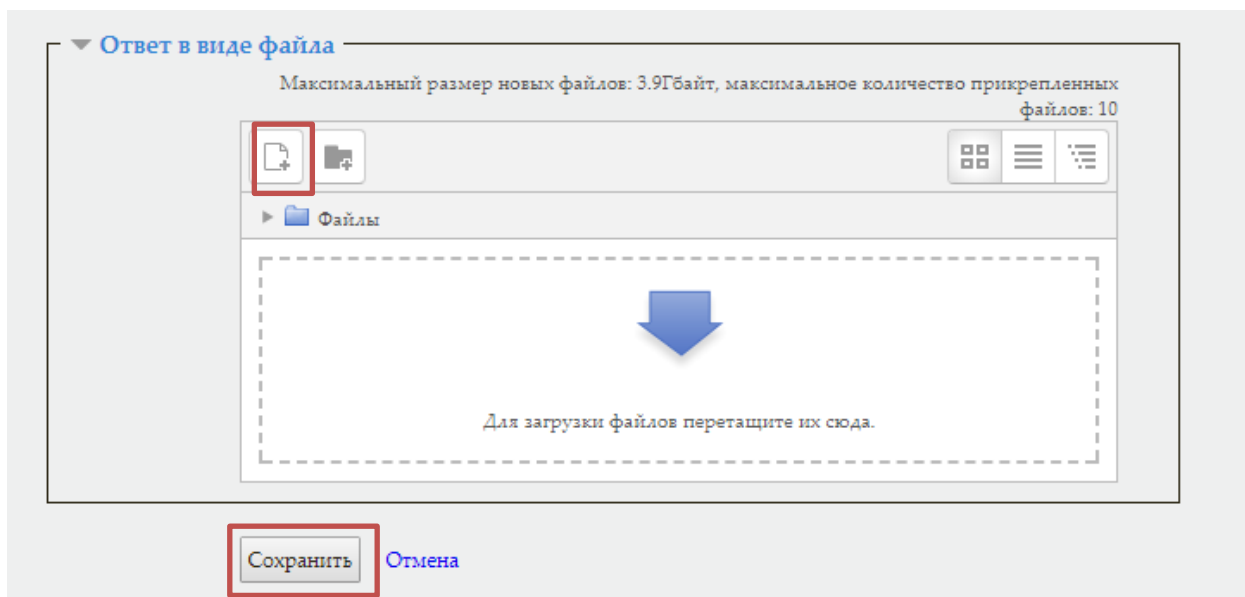 Ответ в виде файла
Максимальный размер новых файлов: 3.9Гбайт, максимальное количество прикрепленных
файлов: 10
Файлы
Для загрузки файлов перетащите их сюда.
Сохранить Отмена